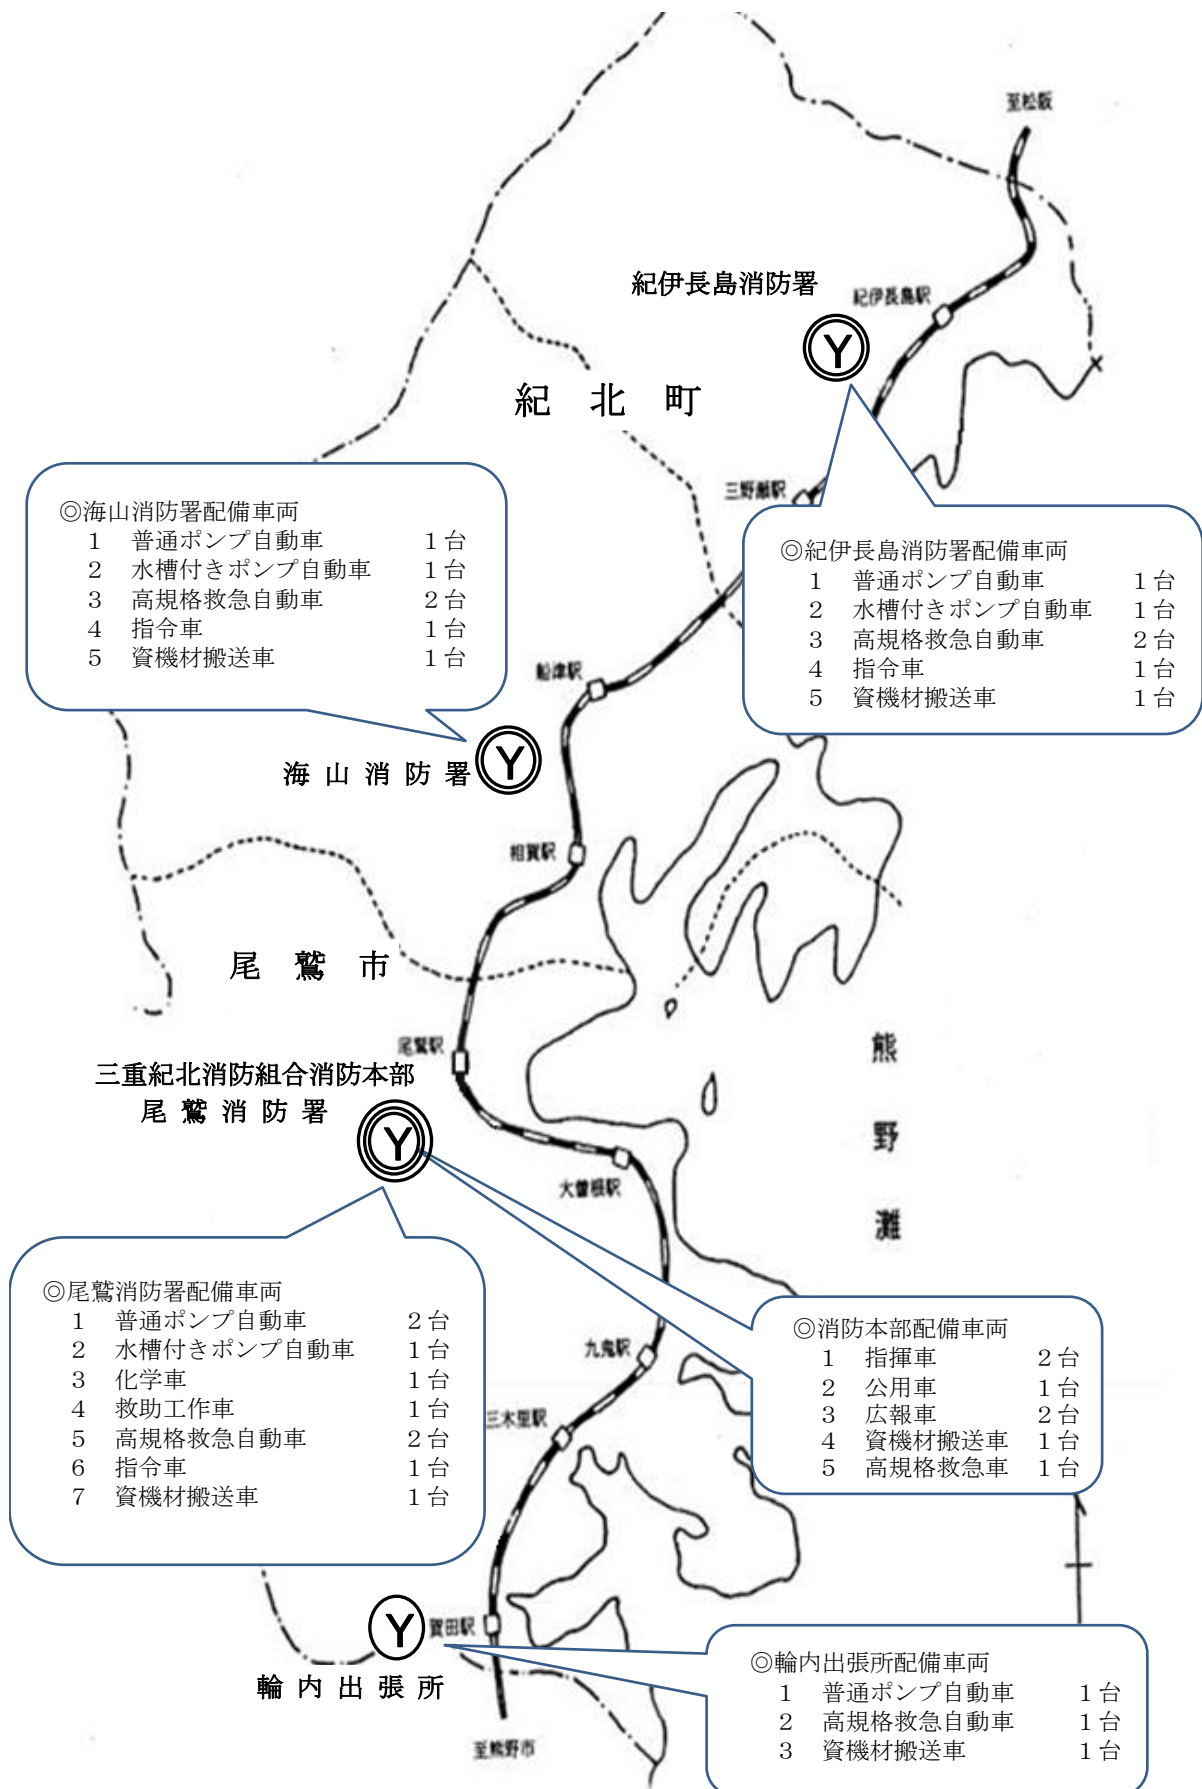 至松阪
紀伊長島消防署
紀伊長島駅
Y
紀北町
三野瀬駅
◎海山消防署配備車両
1 普通ポンプ自動車 1台
2 水槽付きポンプ自動車 1台
3 高規格救急自動車 2台
4 指令車 1台
5 資機材搬送車 1台
◎紀伊長島消防署配備車両
1 普通ポンプ自動車 1台
2 水槽付きポンプ自動車 1台
3 高規格救急自動車 2台
4 指令車 1台
5 資機材搬送車 1台
船津駅
Y
海山消防署
相賀駅
尾鷲市
尾鷲駅
熊野灘
三重紀北消防組合消防本部
尾鷲消防署
Y
大曽根駅
◎尾鷲消防署配備車両
1 普通ポンプ自動車 2台
2 水槽付きポンプ自動車 1台
3 化学車 1台
4 救助工作車 1台
5 高規格救急自動車 2台
6 指令車 1台
7 資機材搬送車 1台
◎消防本部配備車両
1 指揮車 2台
2 公用車 1台
3 広報車 2台
4 資機材搬送車 1台
5 高規格救急車 1台
九鬼駅
三木里駅
Y
賀田駅
輪内出張所
◎輪内出張所配備車両
1 普通ポンプ自動車 1台
2 高規格救急自動車 1台
3 資機材搬送車 1台
至熊野市